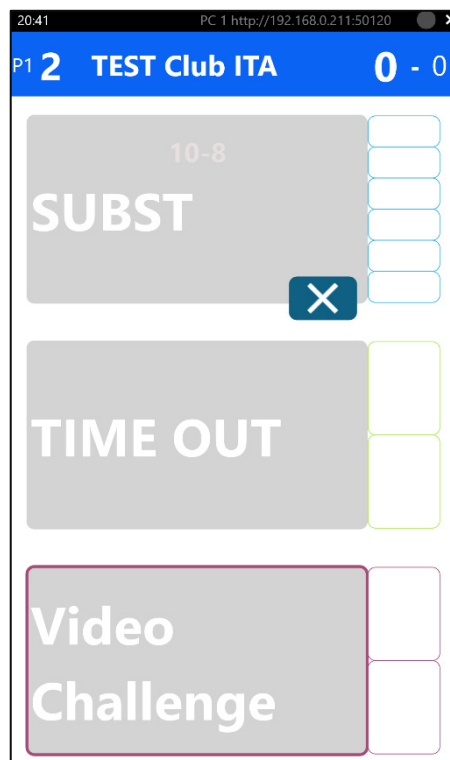 20:41 PC 1 http://192.168.0.211:50120
P1 2 TEST Club ITA 0 - 0
10-8
SUBST
TIME OUT
Video
Challenge